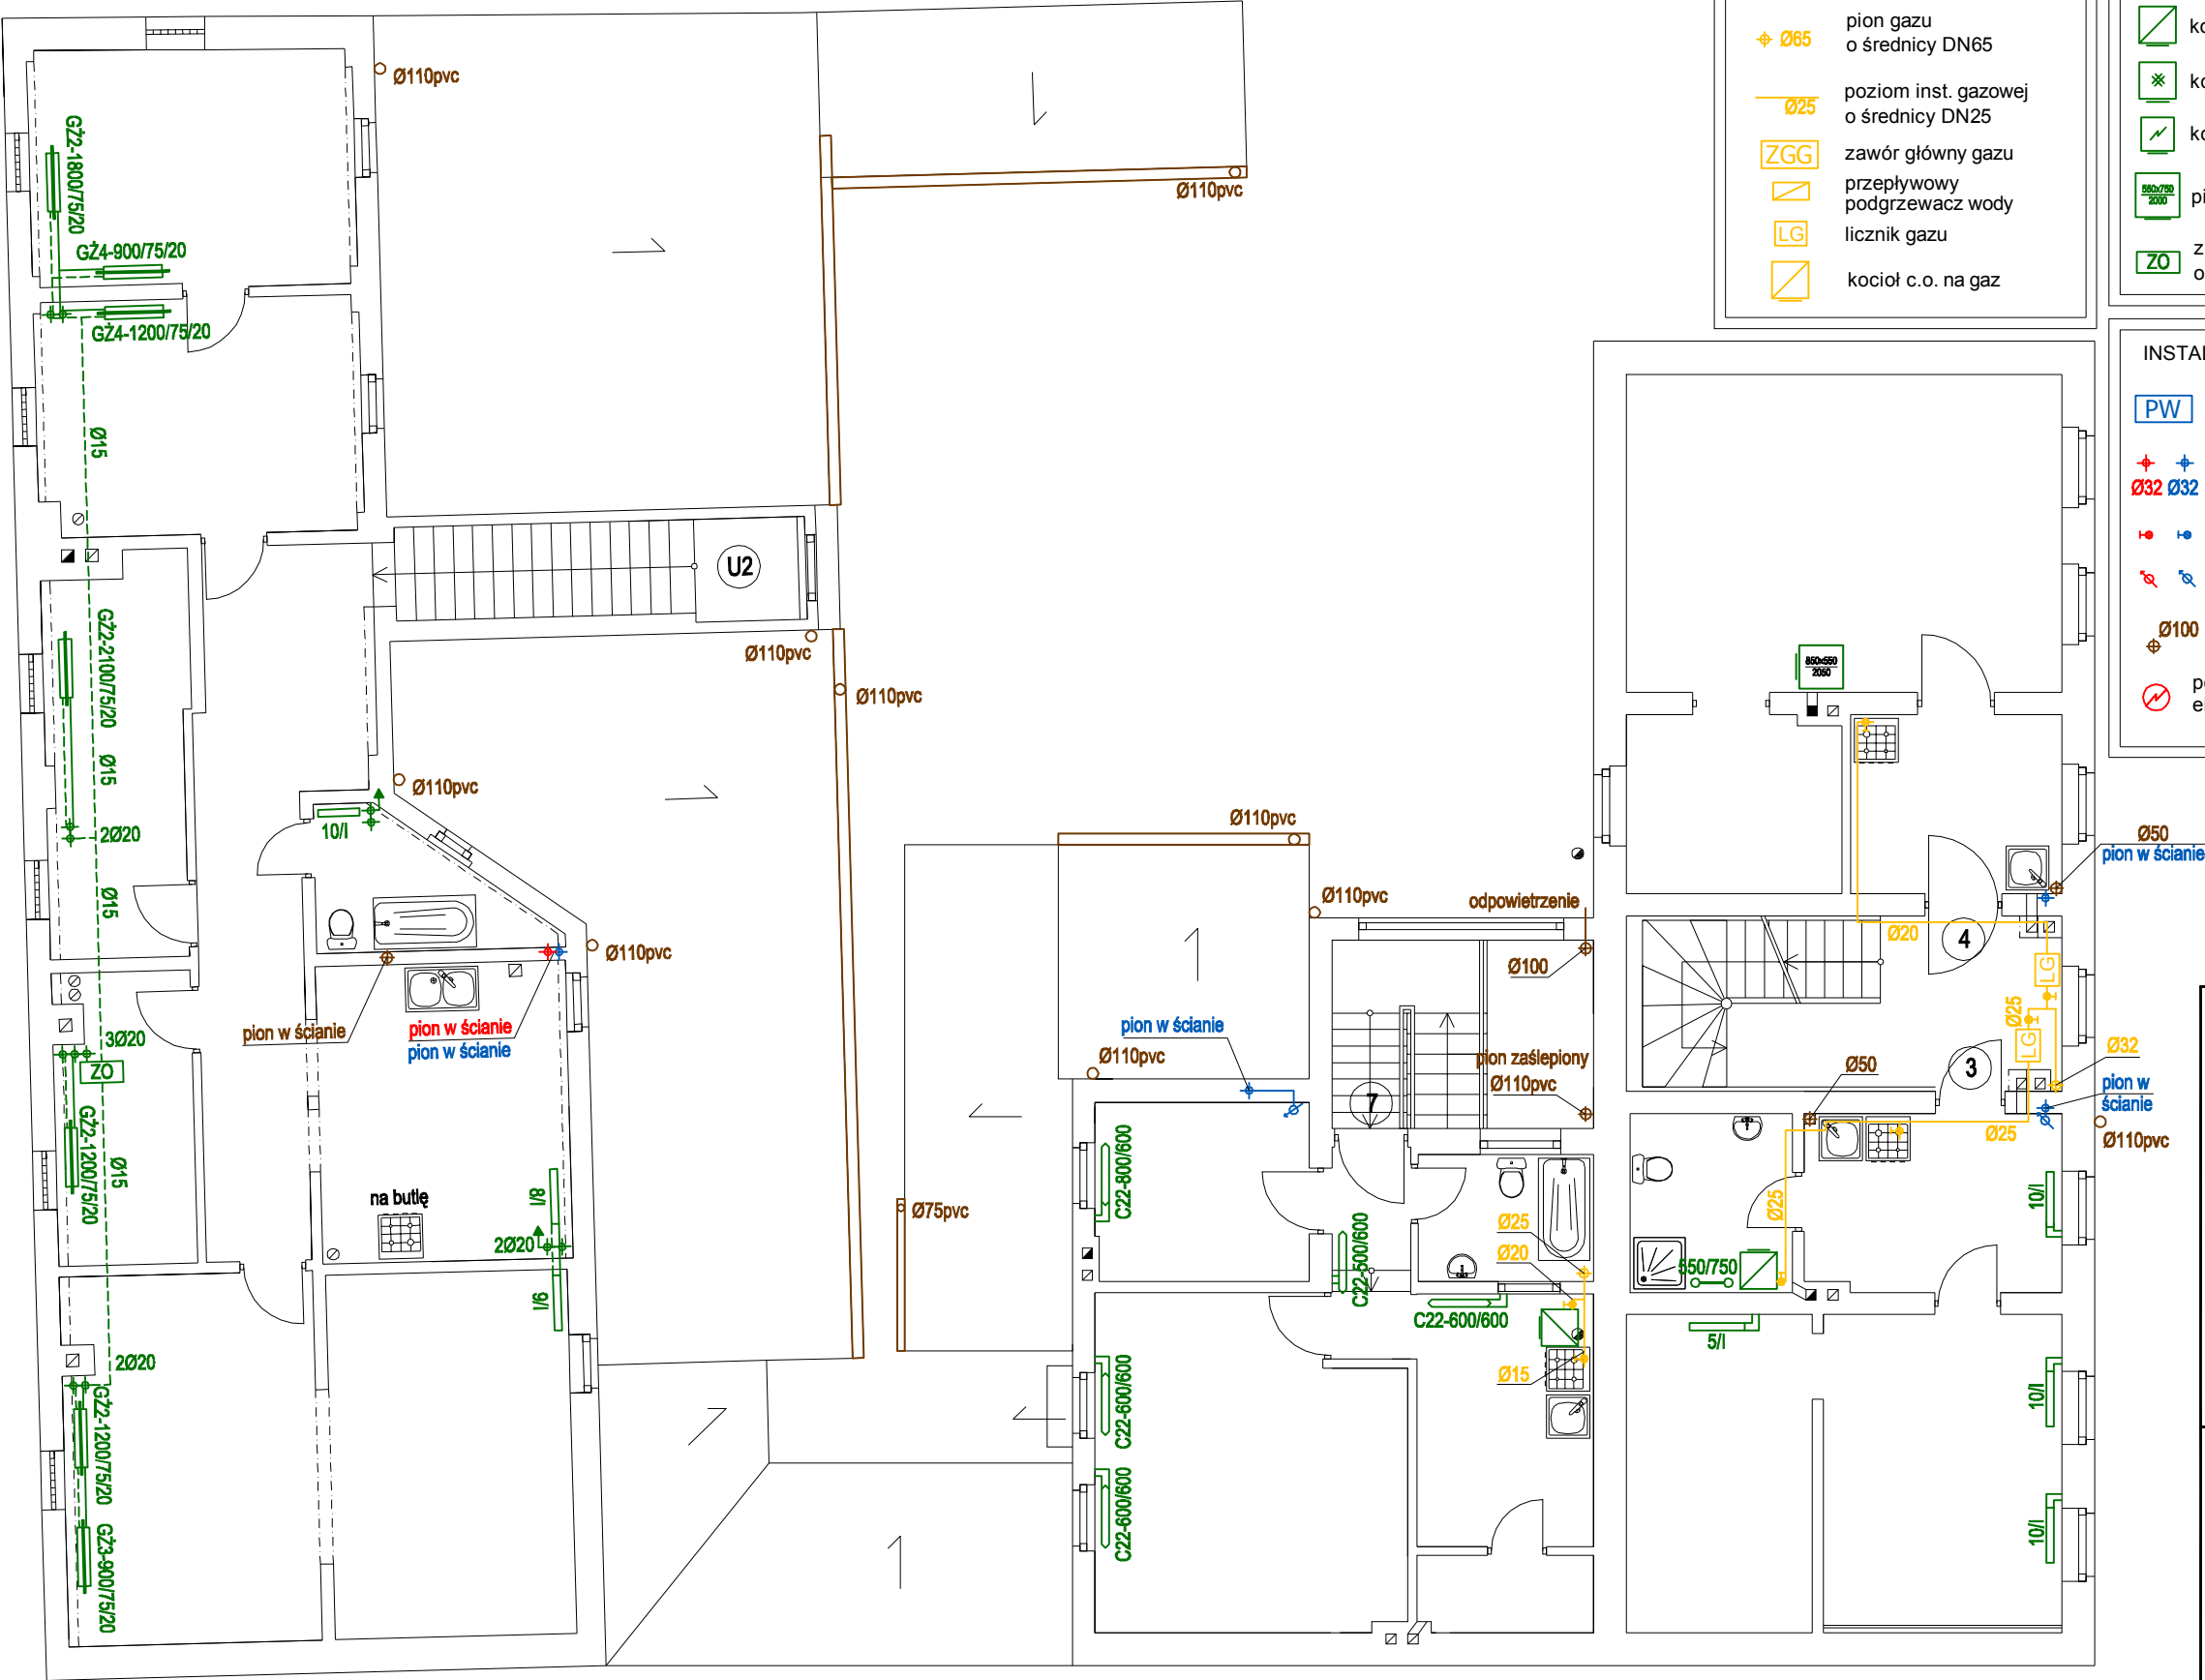 Ø65
pion gazu
o średnicy DN65
Ø25
poziom inst. gazowej
o średnicy DN25
ZGG
zawór główny gazu
przepływowy
podgrzewacz wody
LG
licznik gazu
kocioł c.o. na gaz
550x750
2000
ZO
INSTAL
PW
Ø32 Ø32
Ø100
Ø110pvc
GŻ2-1800/75/20
GŻ4-900/75/20
GŻ4-1200/75/20
Ø15
Ø110pvc
U2
GŻ2-2100/75/20
Ø15
2Ø20
Ø15
Ø110pvc
Ø110pvc
Ø110pvc
10/I
Ø110pvc
pion w ścianie
pion w ścianie
pion w ścianie
3Ø20
ZO
GŻ2-1200/75/20
Ø15
na butlę
8/I
2Ø20
9/I
2Ø20
GŻ2-1200/75/20
GŻ3-900/75/20
Ø110pvc
Ø110pvc
odpowietrzenie
Ø100
pion w ścianie
Ø110pvc
pion zaślepiony
Ø110pvc
7
Ø75pvc
C22-800/600
C22-500/600
Ø25
Ø20
C22-600/600
Ø15
C22-600/600
C22-600/600
850x550
2050
Ø50
pion w ścianie
Ø20
4
LG
Ø25
LG
Ø32
3
Ø50
pion w
ścianie
Ø25
Ø110pvc
Ø25
10/I
550/750
5/I
10/I
10/I